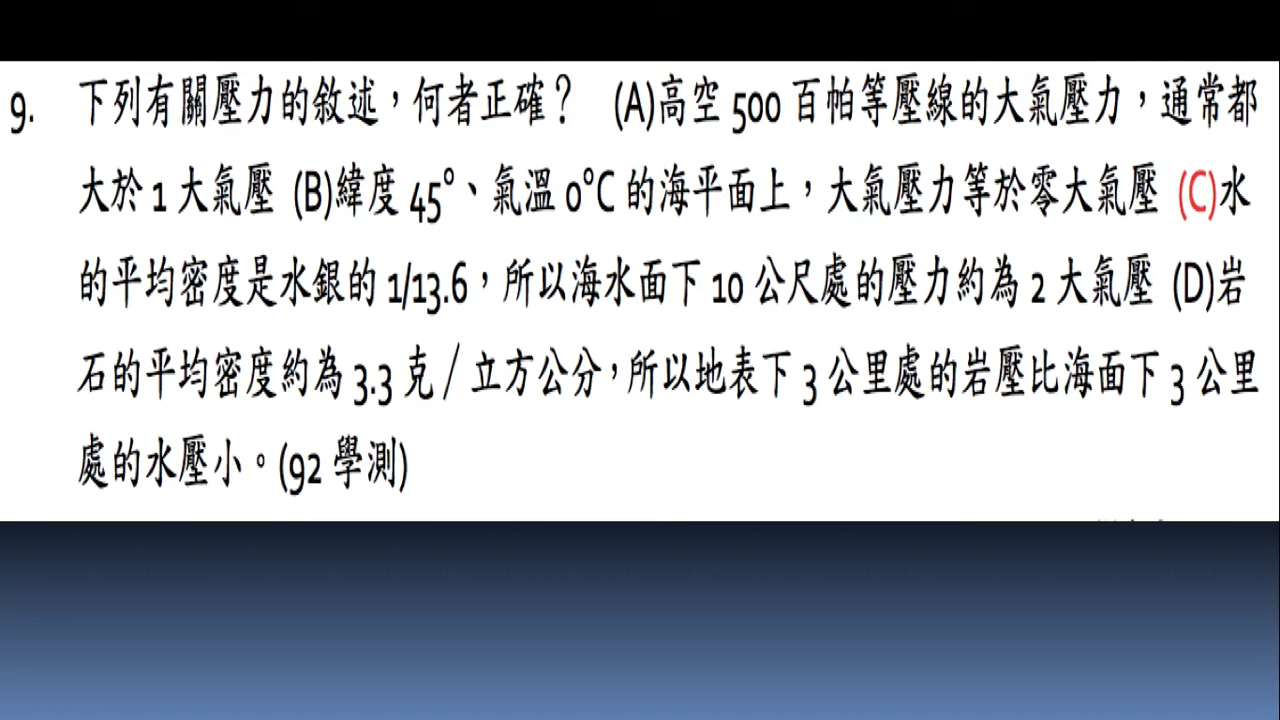 9. 下列有關壓力的敘述，何者正確？ (A)高空 500 百帕等壓線的大氣壓力，通常都
大於 1 大氣壓 (B)緯度 45°、氣溫 0°C 的海平面上，大氣壓力等於零大氣壓 (C)水
的平均密度是水銀的 1/13.6，所以海水面下 10 公尺處的壓力約為 2 大氣壓 (D)岩
石的平均密度約為 3.3 克／立方公分，所以地表下 3 公里處的岩壓比海面下 3 公里
處的水壓小。(92 學測)